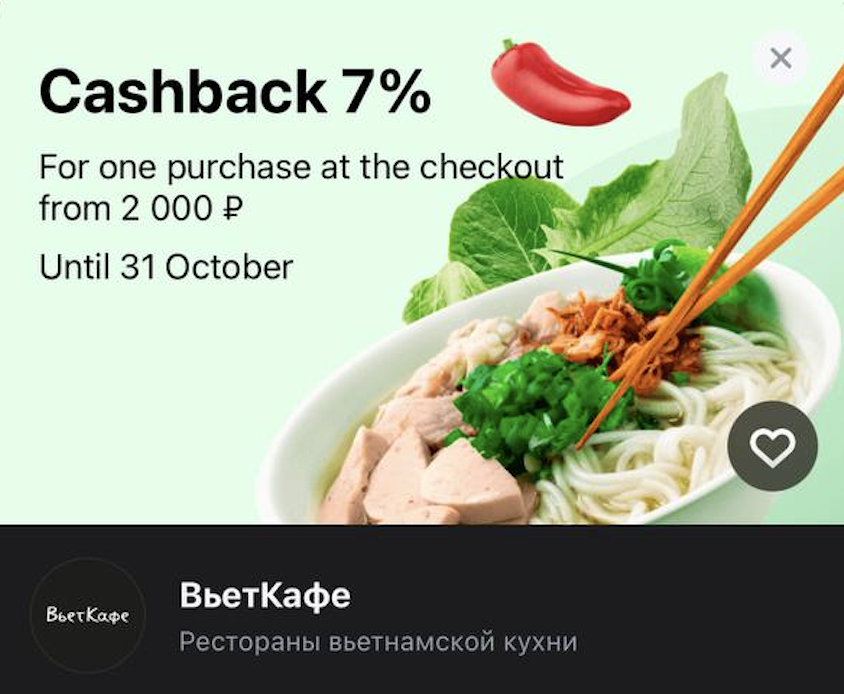 Cashback 7%
For one purchase at the checkout
from 2 000 ₽
Until 31 October
ВьетКафе
ВьетКафе
Рестораны вьетнамской кухни